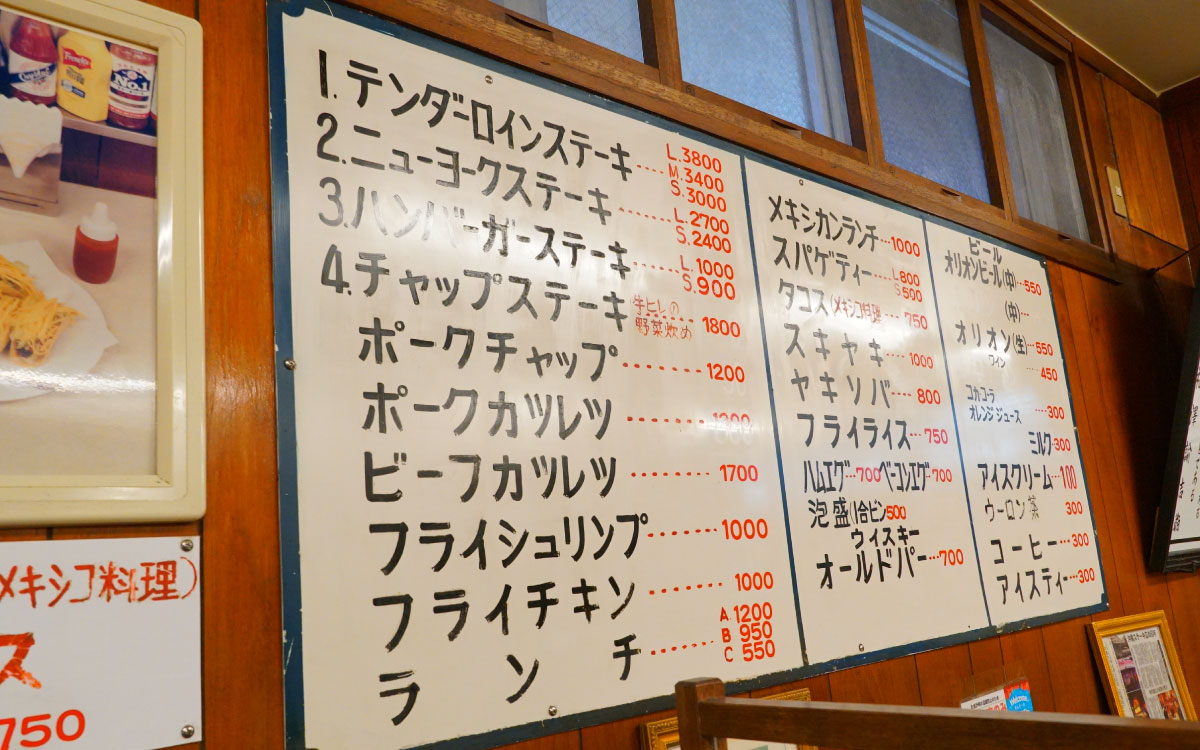 1.テンダーロインステーキ....L.3800
M.3400
S.3000
2.ニューヨークステーキ.......L.2700
S.2400
3.ハンバーガーステーキ.....L.1000
S.900
4.チャップステーキ 牛ヒレの野菜炒め 1800
ポークチャップ.......1200
ポークカツレツ
ビーフカツレツ........1700
フライシュリンプ.....1000
フライチキン.......1000
ランチ......A.1200
B 950
C 550
メキシカンランチ...1000
スパゲティー....L800
S500
タコス(メキシコ料理....750
スキヤキ....1000
ヤキソバ....800
フライライス...750
ハムエグ...700 ベーコンエグ...700
泡盛(1合ビン500
ウイスキー
オールドパー...700
ビール
オリオンビール(中)...550
(中)...
オリオン(生)...550
ワイン....450
コカ・コーラ
オレンジジュース....300
ミルク...300
アイスクリーム...100
ウーロン茶 300
コーヒー...300
アイスティー...300
メキシコ料理)
ス
750
French's
No.1
Welcome